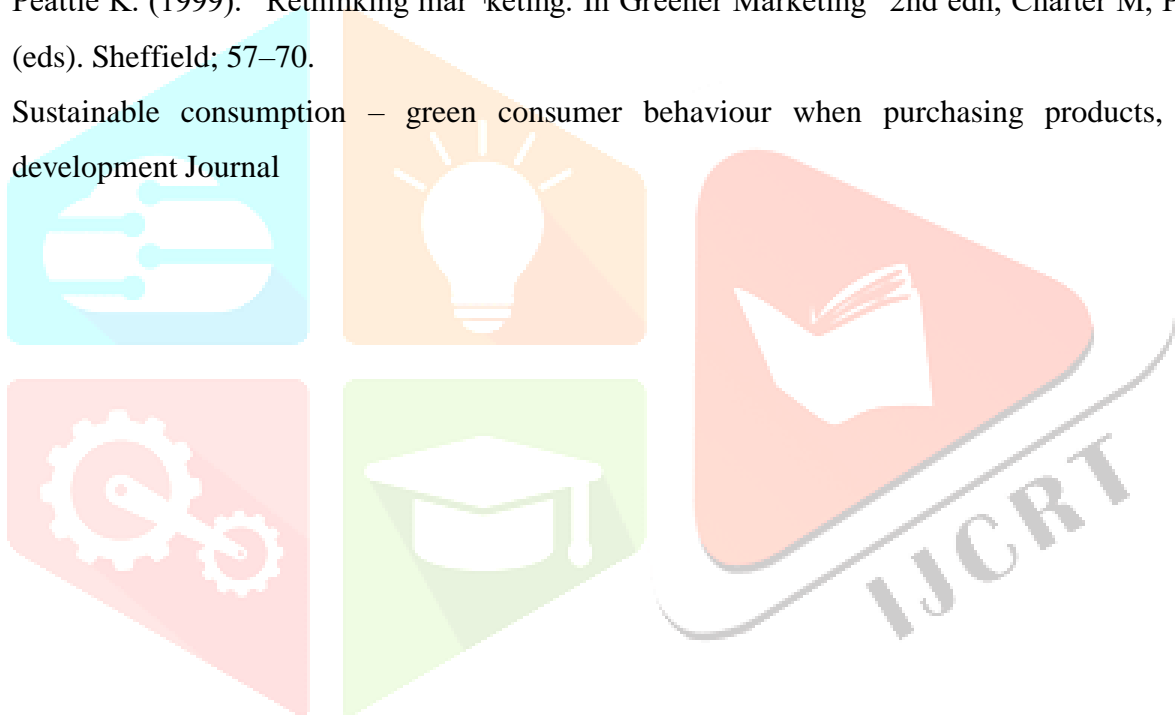 Peattie K. (1999). "Rethinking mar keting. In Greener Marketing" 2nd edn, Charter M, P
(eds). Sheffield; 57–70.
Sustainable consumption – green consumer behaviour when purchasing products,
development Journal
IJCRT